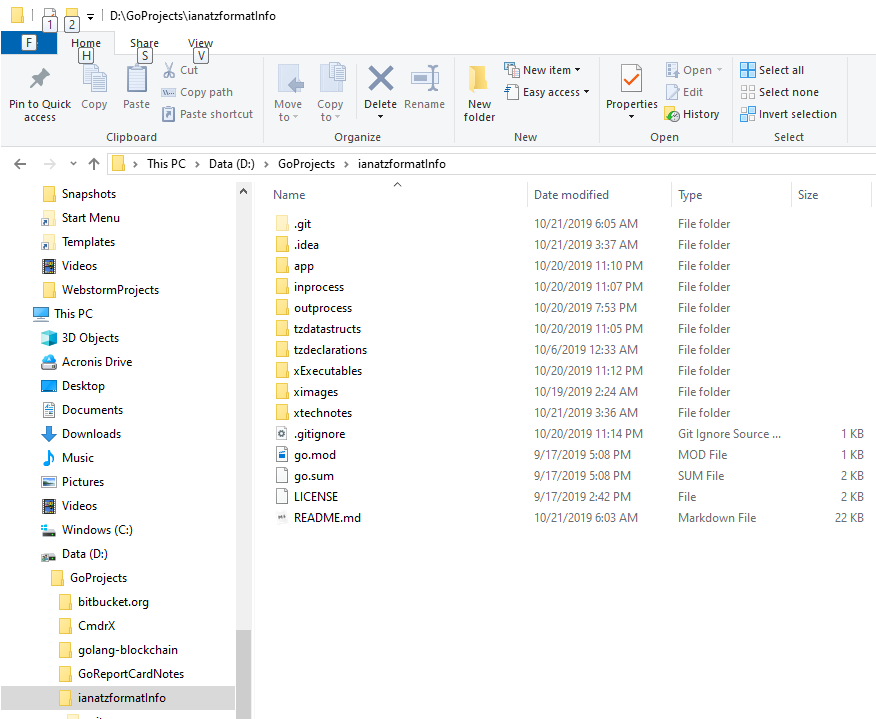 1 2 D:\GoProjects\ianatzformatInfo
F Home Share View
H S V
Pin to Quick access
Copy
Paste
Cut
Copy path
Paste shortcut
Clipboard
Move to
Copy to
Delete
Rename
Organize
New folder
New item
Easy access
New
Properties
Open
Edit
History
Open
Select all
Select none
Invert selection
Select
This PC > Data (D:) > GoProjects > ianatzformatInfo
Snapshots
Start Menu
Templates
Videos
WebstormProjects
This PC
3D Objects
Acronis Drive
Desktop
Documents
Downloads
Music
Pictures
Videos
Windows (C:)
Data (D:)
GoProjects
bitbucket.org
CmdrX
golang-blockchain
GoReportCardNotes
ianatzformatInfo
Name Date modified Type Size
.git 10/21/2019 6:05 AM File folder
.idea 10/21/2019 3:37 AM File folder
app 10/20/2019 11:10 PM File folder
inprocess 10/20/2019 11:07 PM File folder
outprocess 10/20/2019 7:53 PM File folder
tzdatastructs 10/20/2019 11:05 PM File folder
tzdeclarations 10/6/2019 12:33 AM File folder
xExecutables 10/20/2019 11:12 PM File folder
ximages 10/19/2019 2:24 AM File folder
xtechnotes 10/21/2019 3:36 AM File folder
.gitignore 10/20/2019 11:14 PM Git Ignore Source ... 1 KB
go.mod 9/17/2019 5:08 PM MOD File 1 KB
go.sum 9/17/2019 5:08 PM SUM File 2 KB
LICENSE 9/17/2019 2:42 PM File 2 KB
README.md 10/21/2019 6:03 AM Markdown File 22 KB